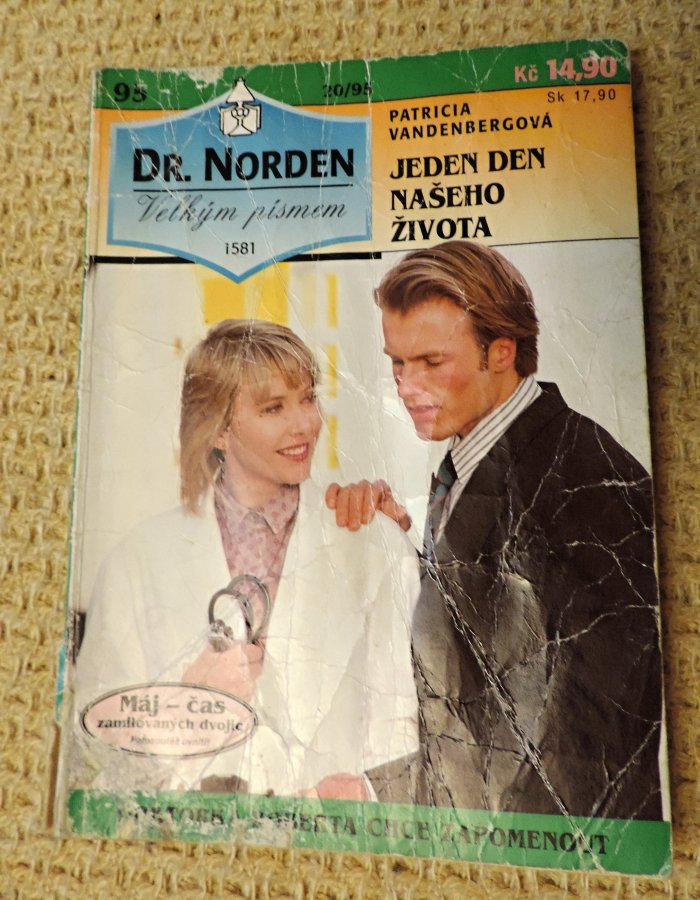 95
20/95
Kč 14,90
Sk 17,90
DR. NORDEN
Velkým písmem
1581
PATRICIA
VANDENBERGOVÁ
JEDEN DEN
NAŠEHO
ŽIVOTA
Máj – čas
zamilovaných dvojic
uvnitř!
CHCE ZAPOMENOUT